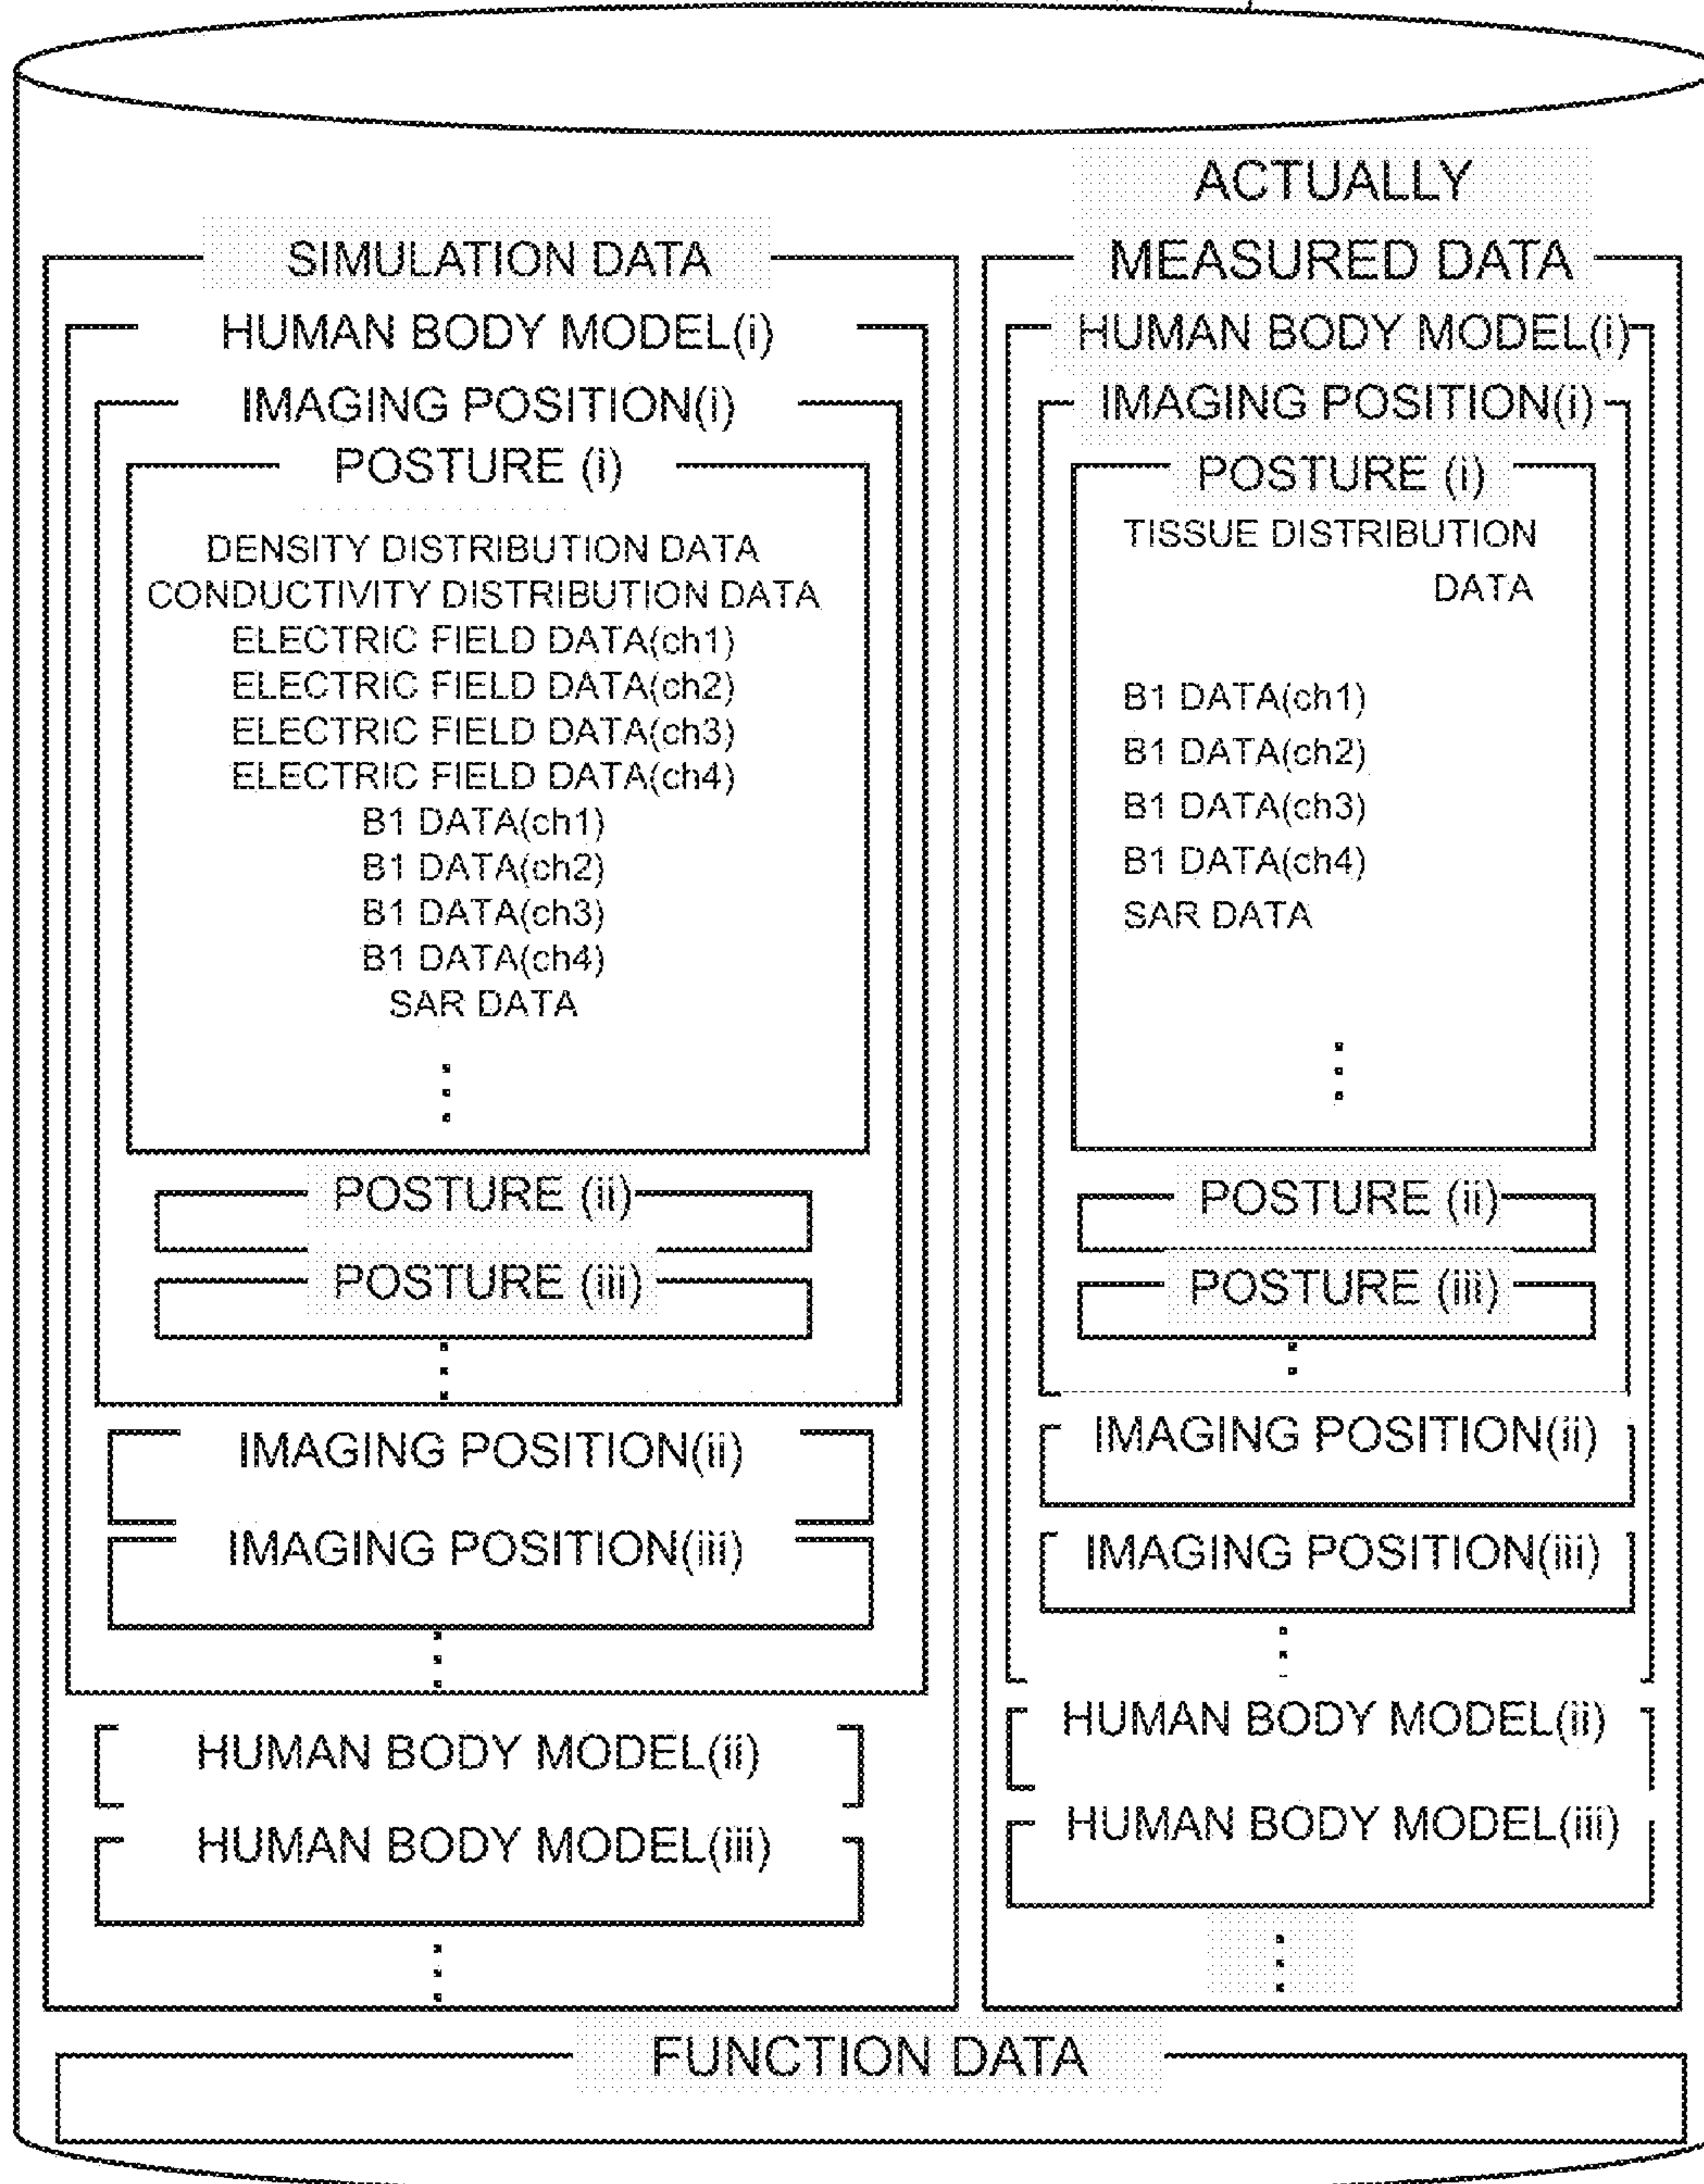 SIMULATION DATA
HUMAN BODY MODEL(i)
IMAGING POSITION(i)
POSTURE (i)
DENSITY DISTRIBUTION DATA
CONDUCTIVITY DISTRIBUTION DATA
ELECTRIC FIELD DATA(ch1)
ELECTRIC FIELD DATA(ch2)
ELECTRIC FIELD DATA(ch3)
ELECTRIC FIELD DATA(ch4)
B1 DATA(ch1)
B1 DATA(ch2)
B1 DATA(ch3)
B1 DATA(ch4)
SAR DATA
POSTURE (ii)
POSTURE (iii)
IMAGING POSITION(ii)
IMAGING POSITION(iii)
HUMAN BODY MODEL(ii)
HUMAN BODY MODEL(iii)
ACTUALLY
MEASURED DATA
HUMAN BODY MODEL(i)
IMAGING POSITION(i)
POSTURE (i)
TISSUE DISTRIBUTION
DATA
B1 DATA(ch1)
B1 DATA(ch2)
B1 DATA(ch3)
B1 DATA(ch4)
SAR DATA
POSTURE (ii)
POSTURE (iii)
IMAGING POSITION(ii)
IMAGING POSITION(iii)
HUMAN BODY MODEL(ii)
HUMAN BODY MODEL(iii)
FUNCTION DATA